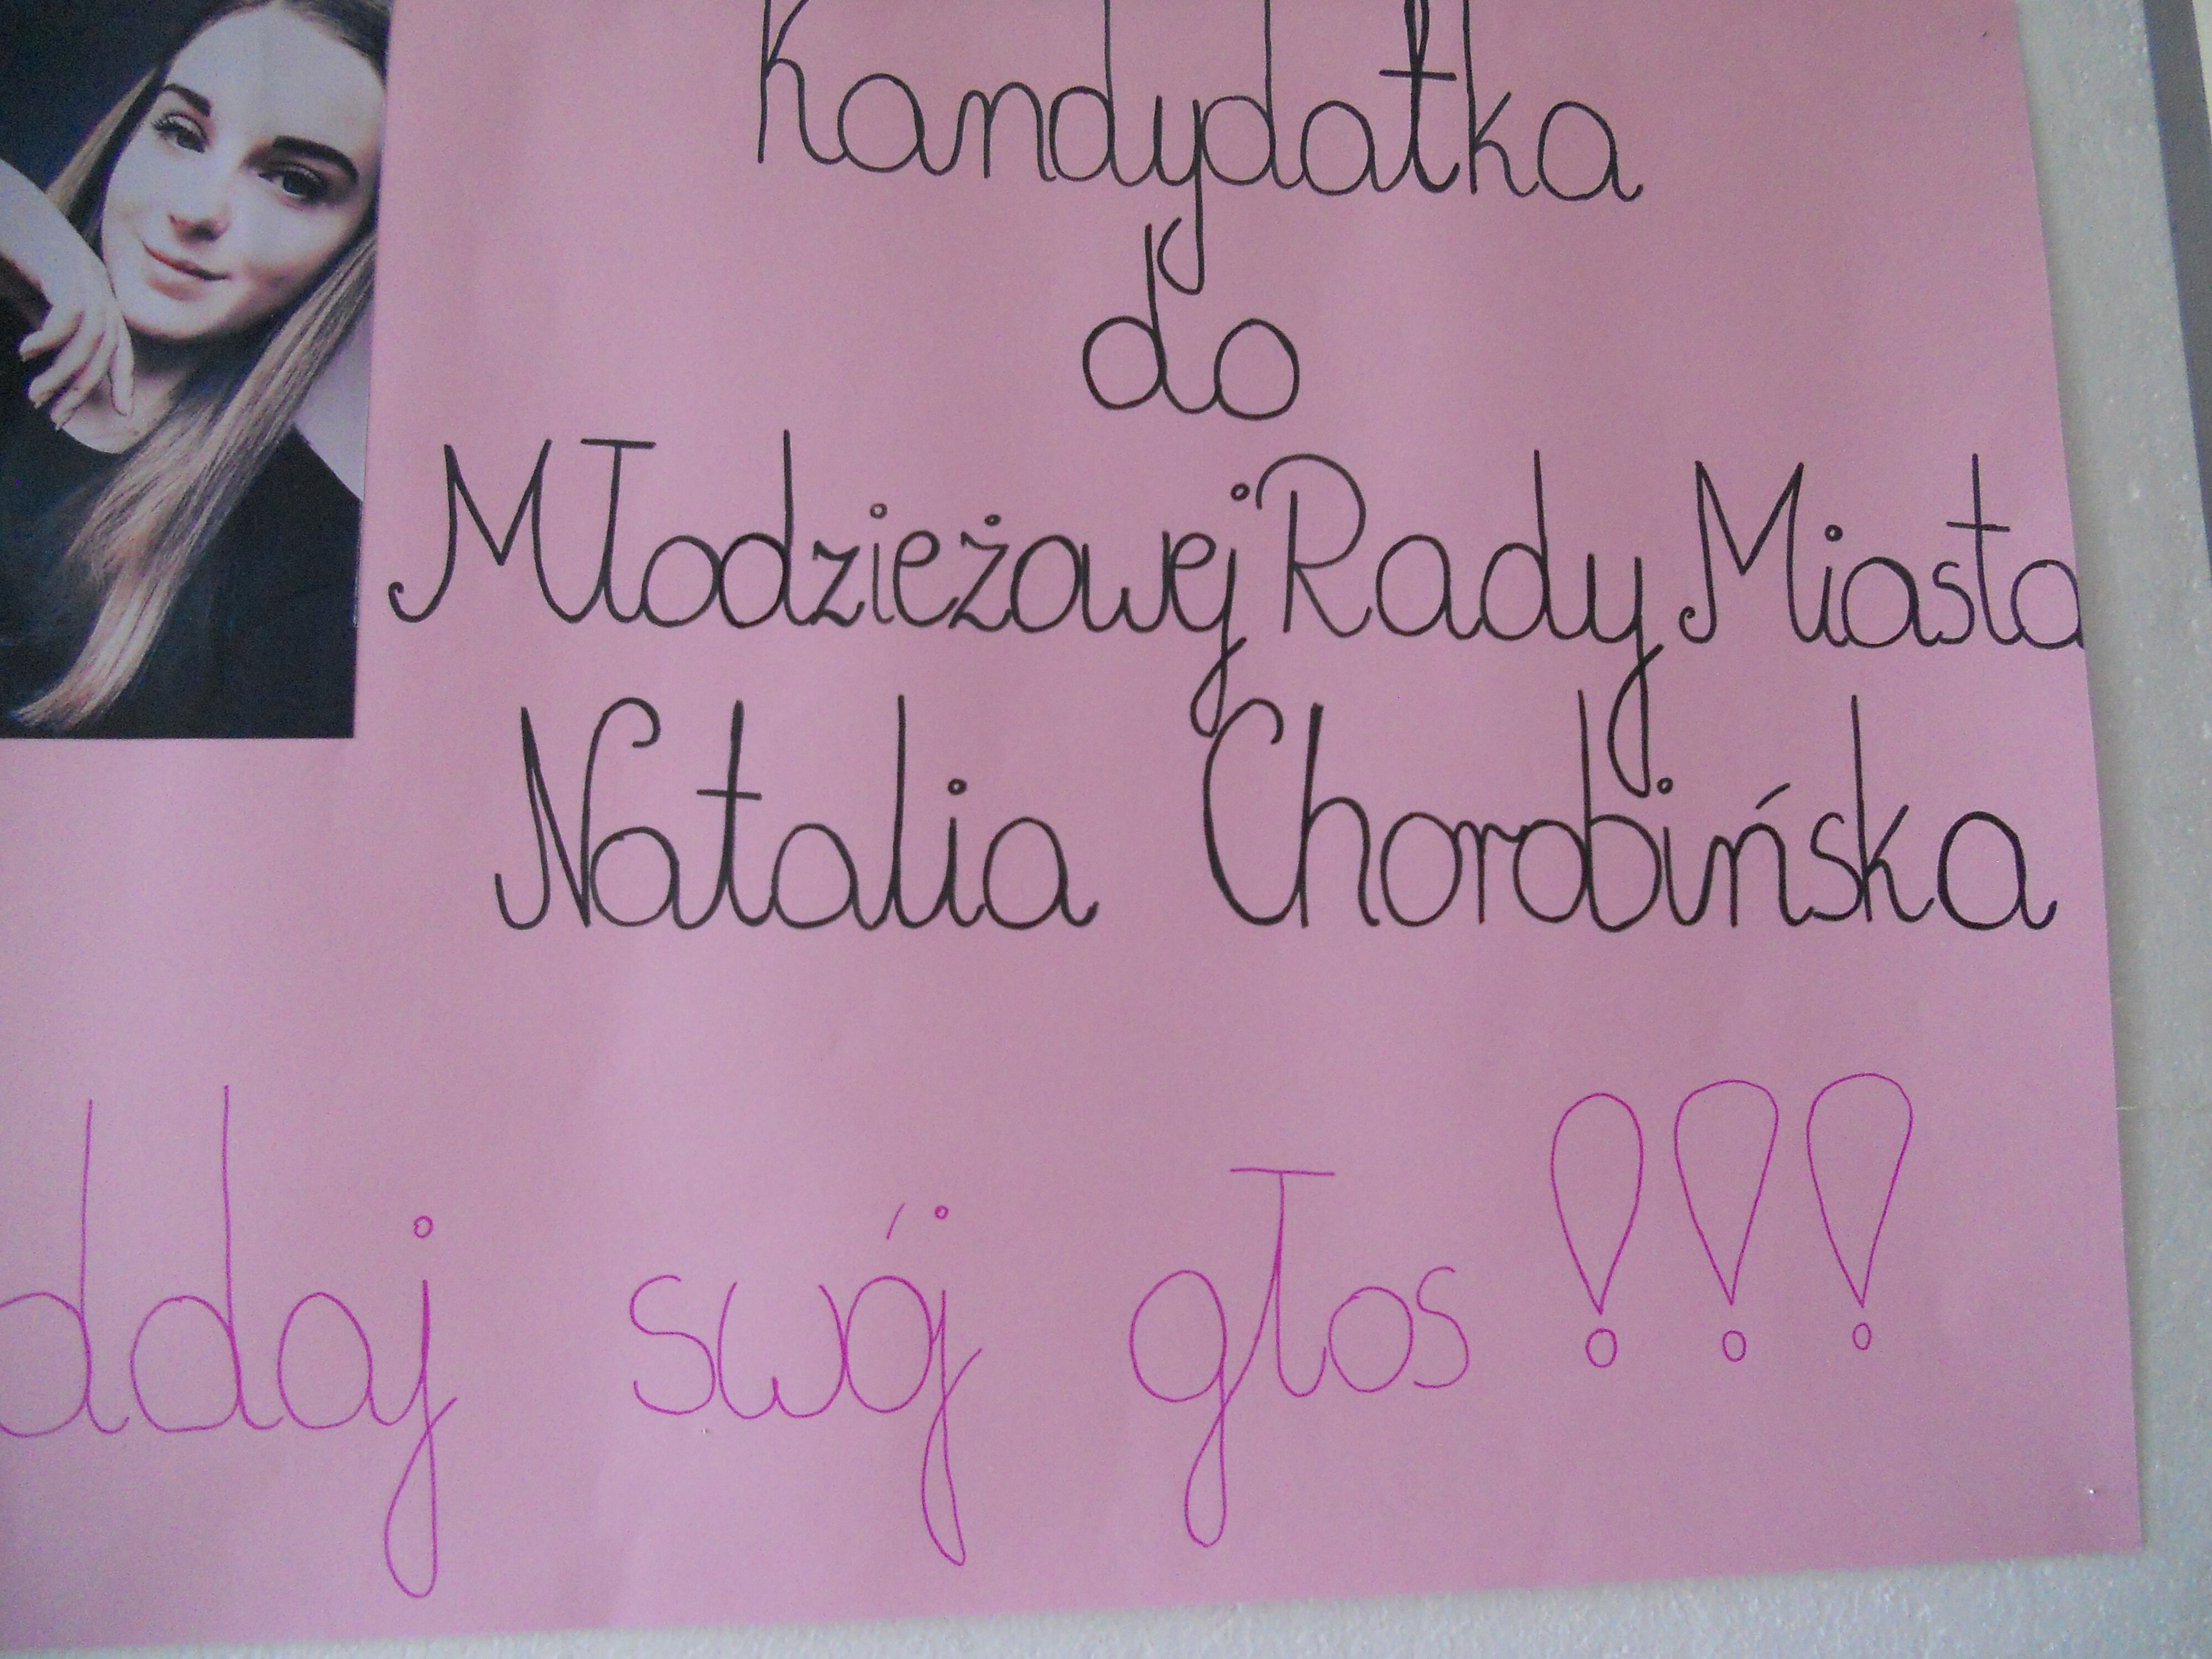 Kandydatka
do
Młodzieżowej Rady Miasta
Natalia Chorobińska
ddaj swój głos!!!